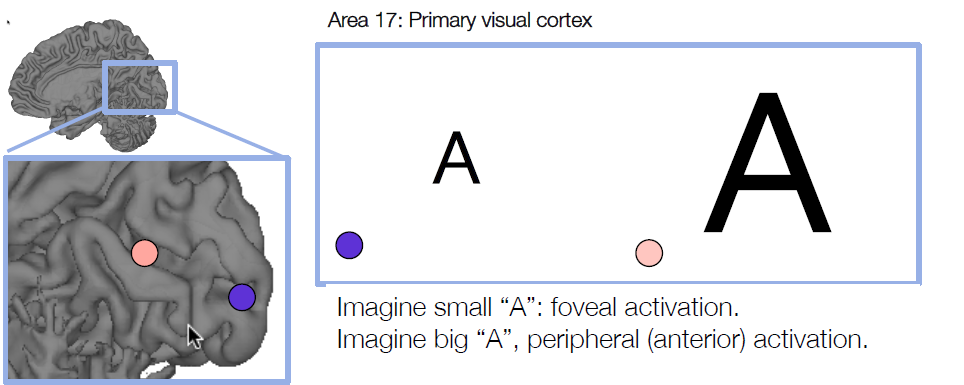 Area 17: Primary visual cortex
A A
Imagine small “A”: foveal activation.
Imagine big “A”, peripheral (anterior) activation.